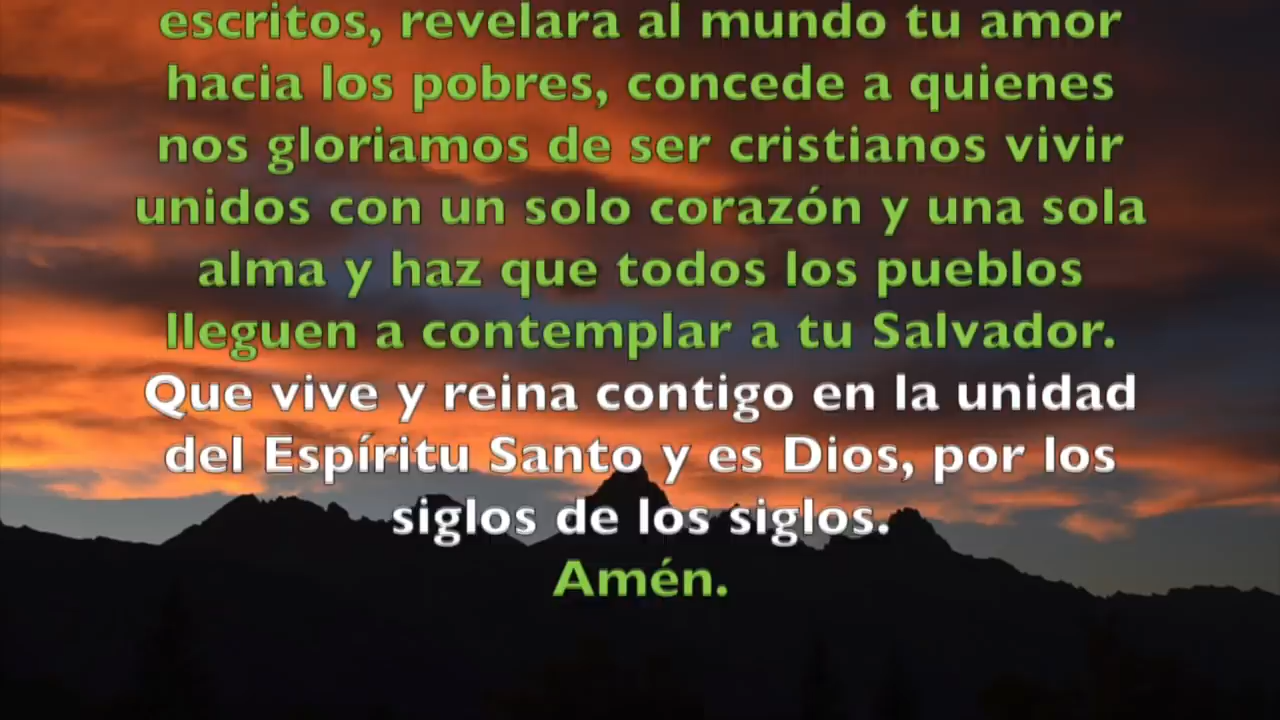 escritos, revelara al mundo tu amor
hacia los pobres, concede a quienes
nos gloriamos de ser cristianos vivir
unidos con un solo corazón y una sola
alma y haz que todos los pueblos
lleguen a contemplar a tu Salvador.
Que vive y reina contigo en la unidad
del Espíritu Santo y es Dios, por los
siglos de los siglos.
Amén.